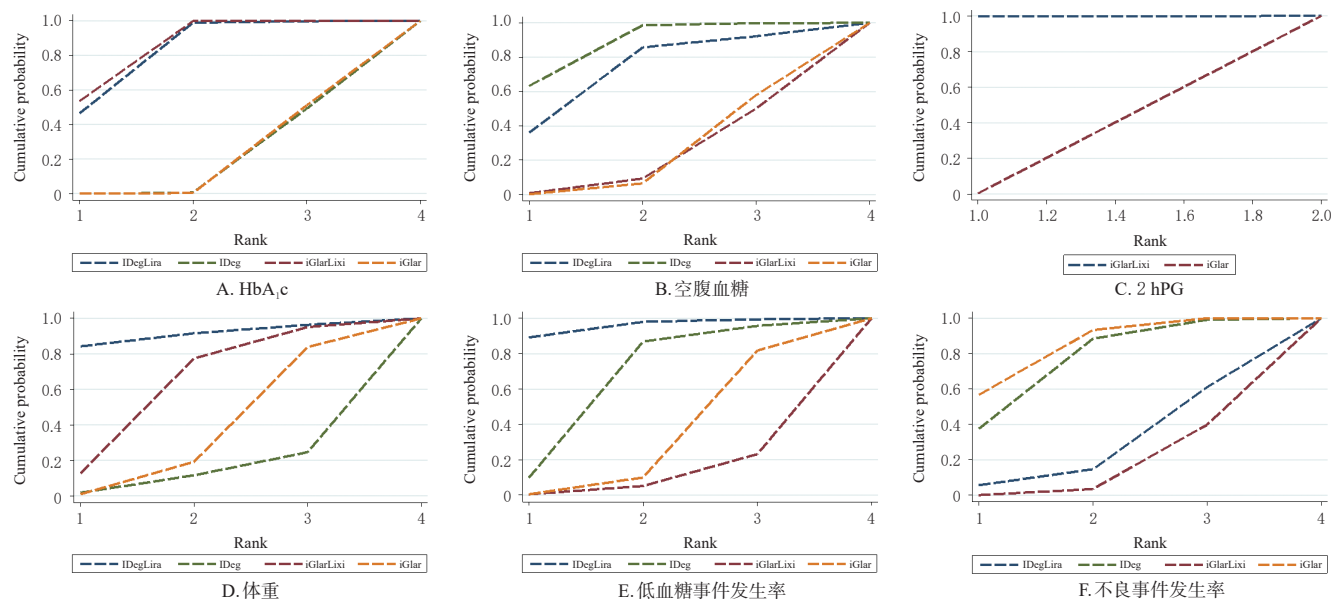 Cumulative probability
1.0
0.8
0.6
0.4
0.2
0
1 2 3 4
Rank
IDegLira IDeg iGlarLixi iGlar
A. HbA₁c
Cumulative probability
1.0
0.8
0.6
0.4
0.2
0
1 2 3 4
Rank
IDegLira IDeg iGlarLixi iGlar
B. 空腹血糖
Cumulative probability
1.0
0.8
0.6
0.4
0.2
0
1.0 1.2 1.4 1.6 1.8 2.0
Rank
iGlarLixi iGlar
C. 2 hPG
Cumulative probability
1.0
0.8
0.6
0.4
0.2
0
1 2 3 4
Rank
IDegLira IDeg iGlarLixi iGlar
D. 体重
Cumulative probability
1.0
0.8
0.6
0.4
0.2
0
1 2 3 4
Rank
IDegLira IDeg iGlarLixi iGlar
E. 低血糖事件发生率
Cumulative probability
1.0
0.8
0.6
0.4
0.2
0
1 2 3 4
Rank
IDegLira IDeg iGlarLixi iGlar
F. 不良事件发生率